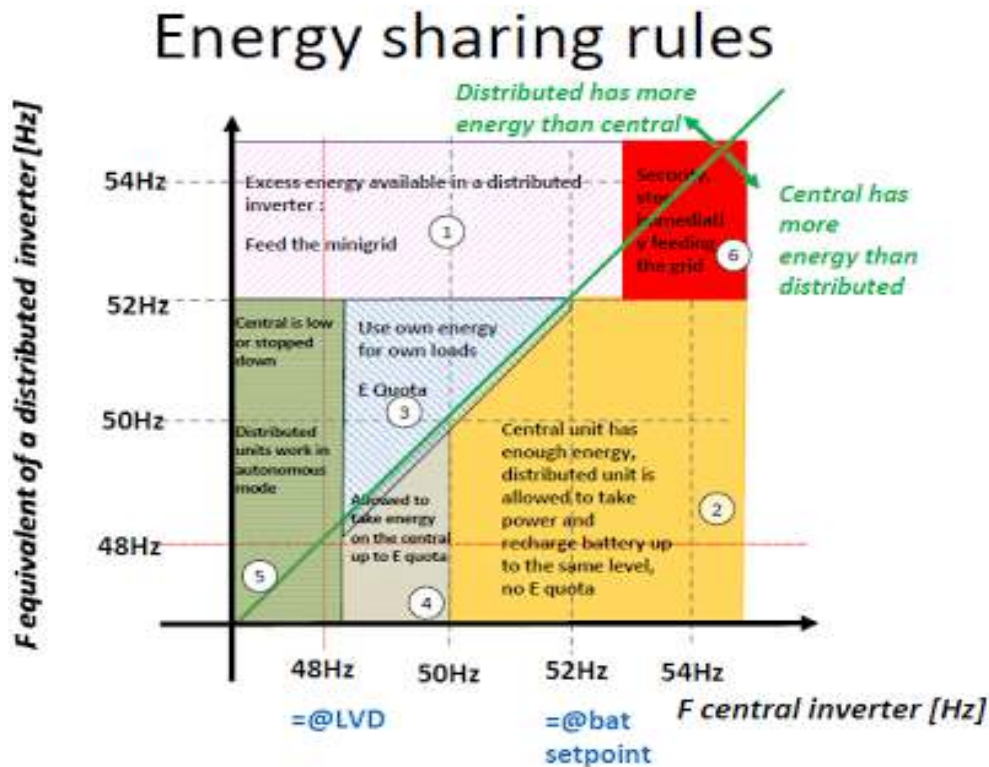 Energy sharing rules
F equivalent of a distributed inverter [Hz]
Distributed has more
energy than central
Central has
more
energy than
distributed
54Hz
52Hz
50Hz
48Hz
Excess energy available in a distributed
inverter :
Feed the minigrid
1
Security,
stop
immediatl
y feeding
the grid
6
Central is low
or stopped
down
Distributed
units work in
autonomous
mode
5
Use own energy
for own loads
E Quota
3
Allowed to
take energy
on the central
up to E quota
4
Central unit has
enough energy,
distributed unit is
allowed to take
power and
recharge battery up
to the same level,
no E quota
2
48Hz
50Hz
52Hz
54Hz
F central inverter [Hz]
=@LVD
=@bat
setpoint